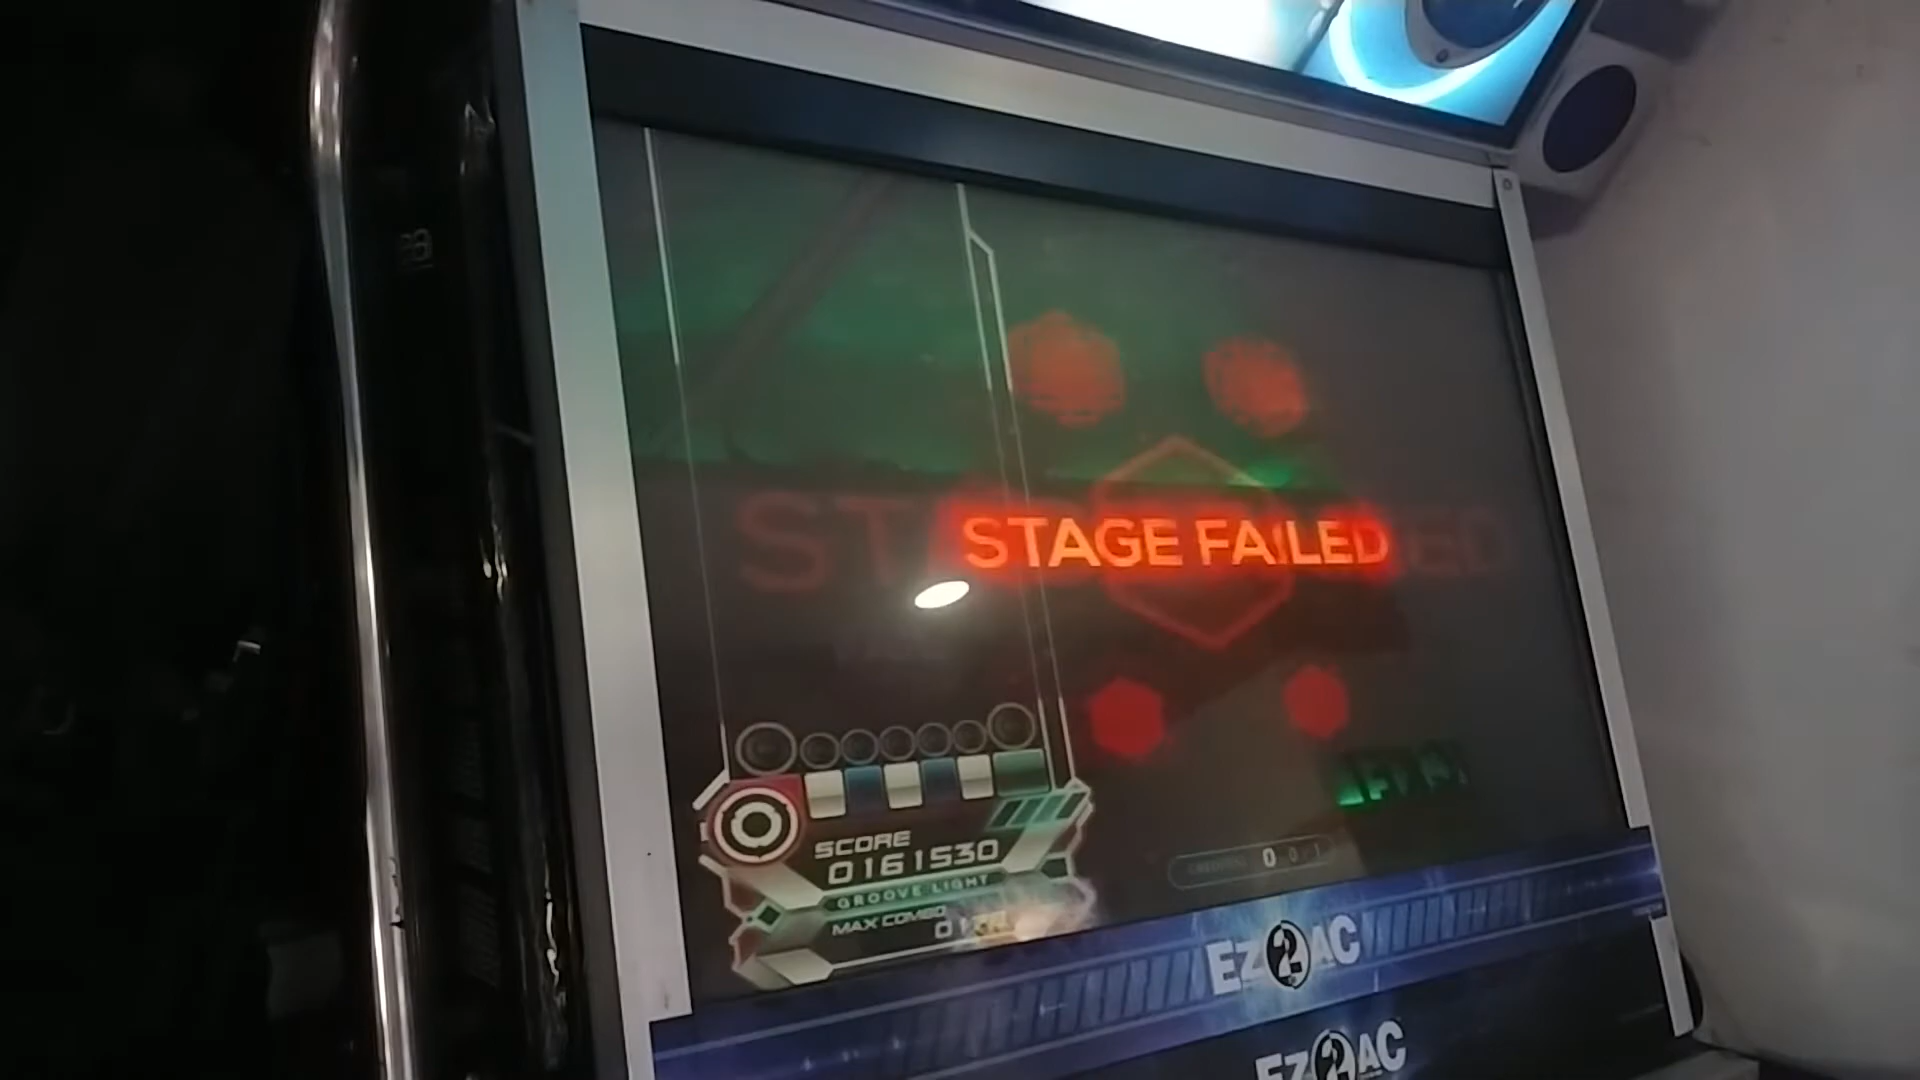 STAGE FAILED
SCORE
0161530
GROOVE LIGHT
MAX COMBO
EZ2AC
EZ2AC